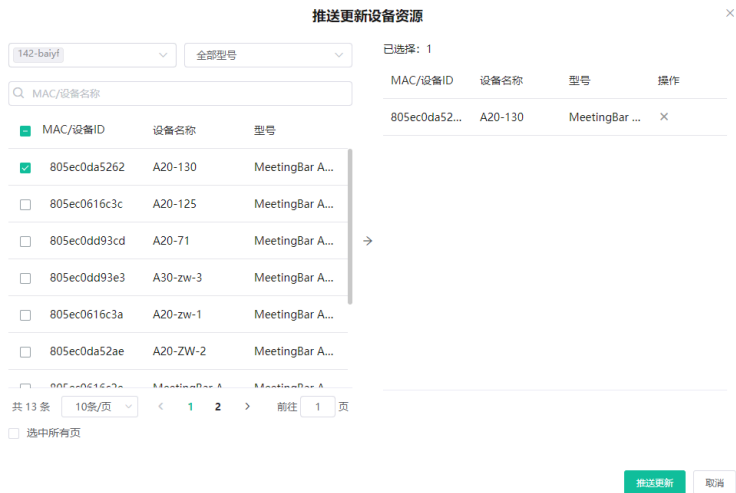 推送更新设备资源
142-baiyf
全部型号
MAC/设备名称
MAC/设备ID 设备名称 型号
805ec0da5262 A20-130 MeetingBar A...
805ec0616c3c A20-125 MeetingBar A...
805ec0dd93cd A20-71 MeetingBar A...
805ec0dd93e3 A30-zw-3 MeetingBar A...
805ec0616c3a A20-zw-1 MeetingBar A...
805ec0da52ae A20-ZW-2 MeetingBar A...
MeetingBar A MeetingBar A
共 13 条 10条/页 1 2 前往 1 页
选中所有页
已选择：1
MAC/设备ID 设备名称 型号 操作
805ec0da52... A20-130 MeetingBar ...
推送更新 取消